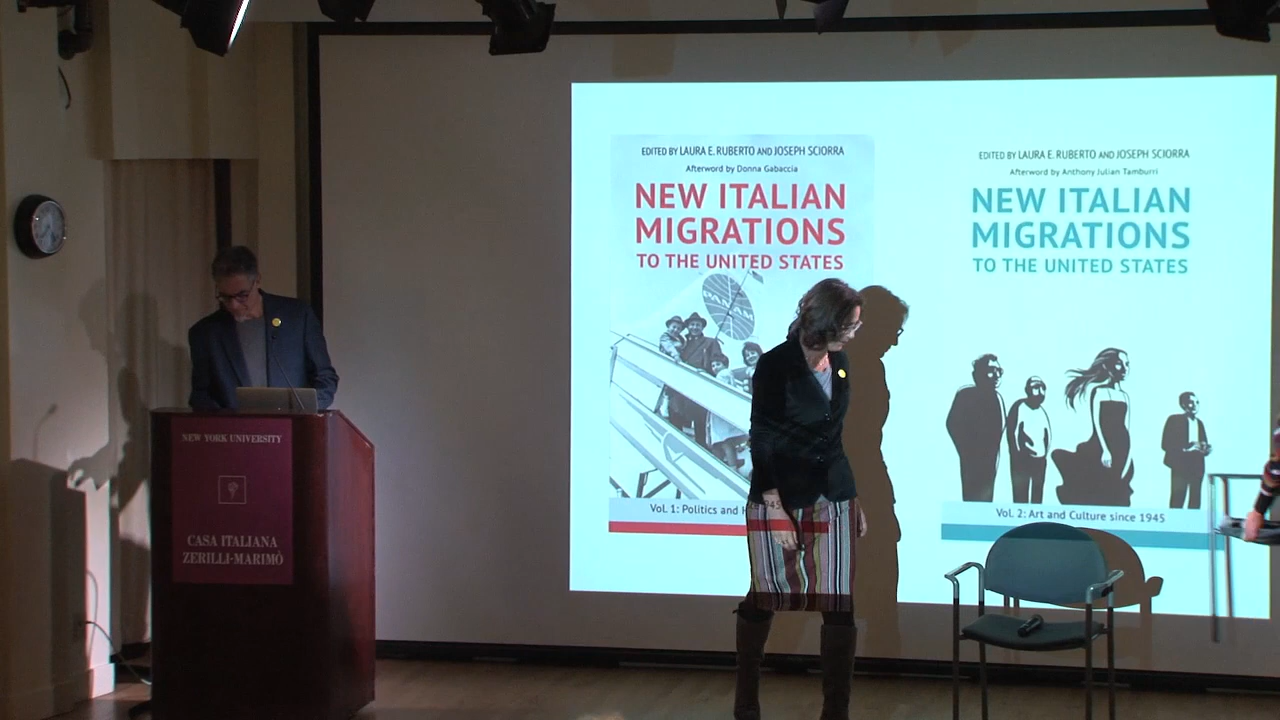 NEW YORK UNIVERSITY
CASA ITALIANA
ZERILLI-MARIMÒ
EDITED BY LAURA E. RUBERTO AND JOSEPH SCIORRA
Afterword by Donna Gabaccia
NEW ITALIAN
MIGRATIONS
TO THE UNITED STATES
PAN AM
Vol. 1: Politics and
EDITED BY LAURA E. RUBERTO AND JOSEPH SCIORRA
Afterword by Anthony Julian Tamburri
NEW ITALIAN
MIGRATIONS
TO THE UNITED STATES
Vol. 2: Art and Culture since 1945